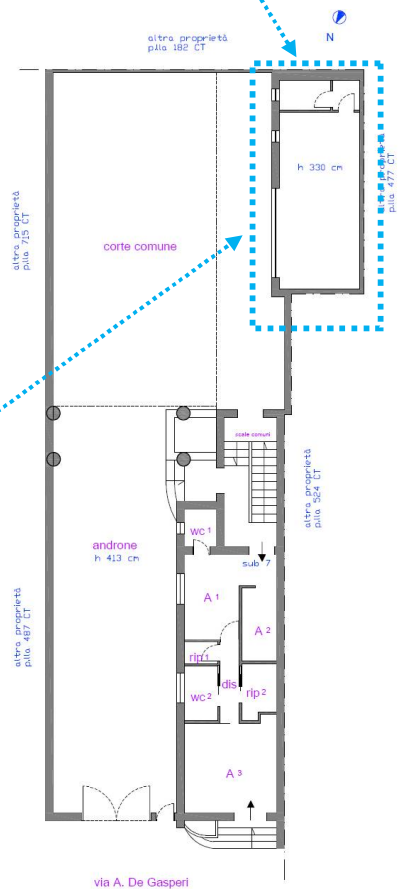 altra proprietà
p.lla 182 CT
N
altra proprietà
p.lla 715 CT
h 330 cm
altra proprietà
p.lla 477 CT
corte comune
scale comuni
altra proprietà
p.lla 524 CT
wc 1
androne
h 413 cm
sub 7
A 1
A 2
altra proprietà
p.lla 487 CT
rip 1
dis
wc 2
rip 2
A 3
via A. De Gasperi